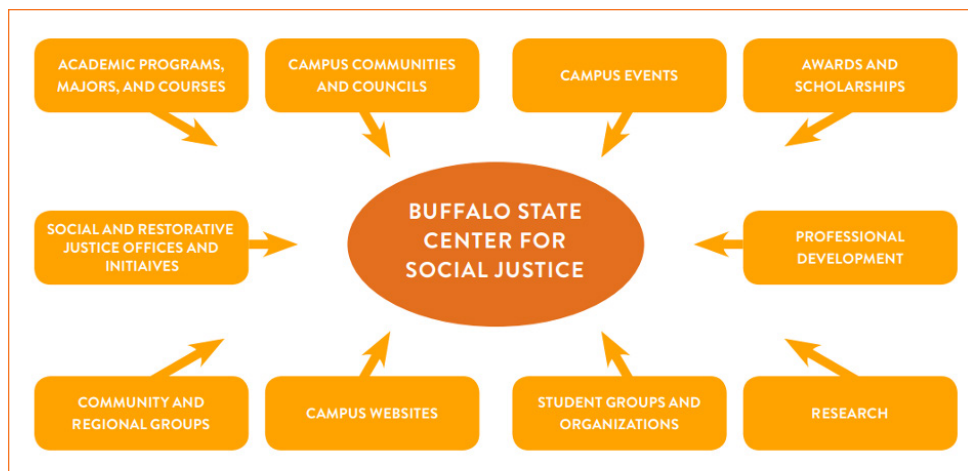 ACADEMIC PROGRAMS,
MAJORS, AND COURSES
CAMPUS COMMUNITIES
AND COUNCILS
CAMPUS EVENTS
AWARDS AND
SCHOLARSHIPS
SOCIAL AND RESTORATIVE
JUSTICE OFFICES AND
INITIAIVES
BUFFALO STATE
CENTER FOR
SOCIAL JUSTICE
PROFESSIONAL
DEVELOPMENT
COMMUNITY AND
REGIONAL GROUPS
CAMPUS WEBSITES
STUDENT GROUPS AND
ORGANIZATIONS
RESEARCH